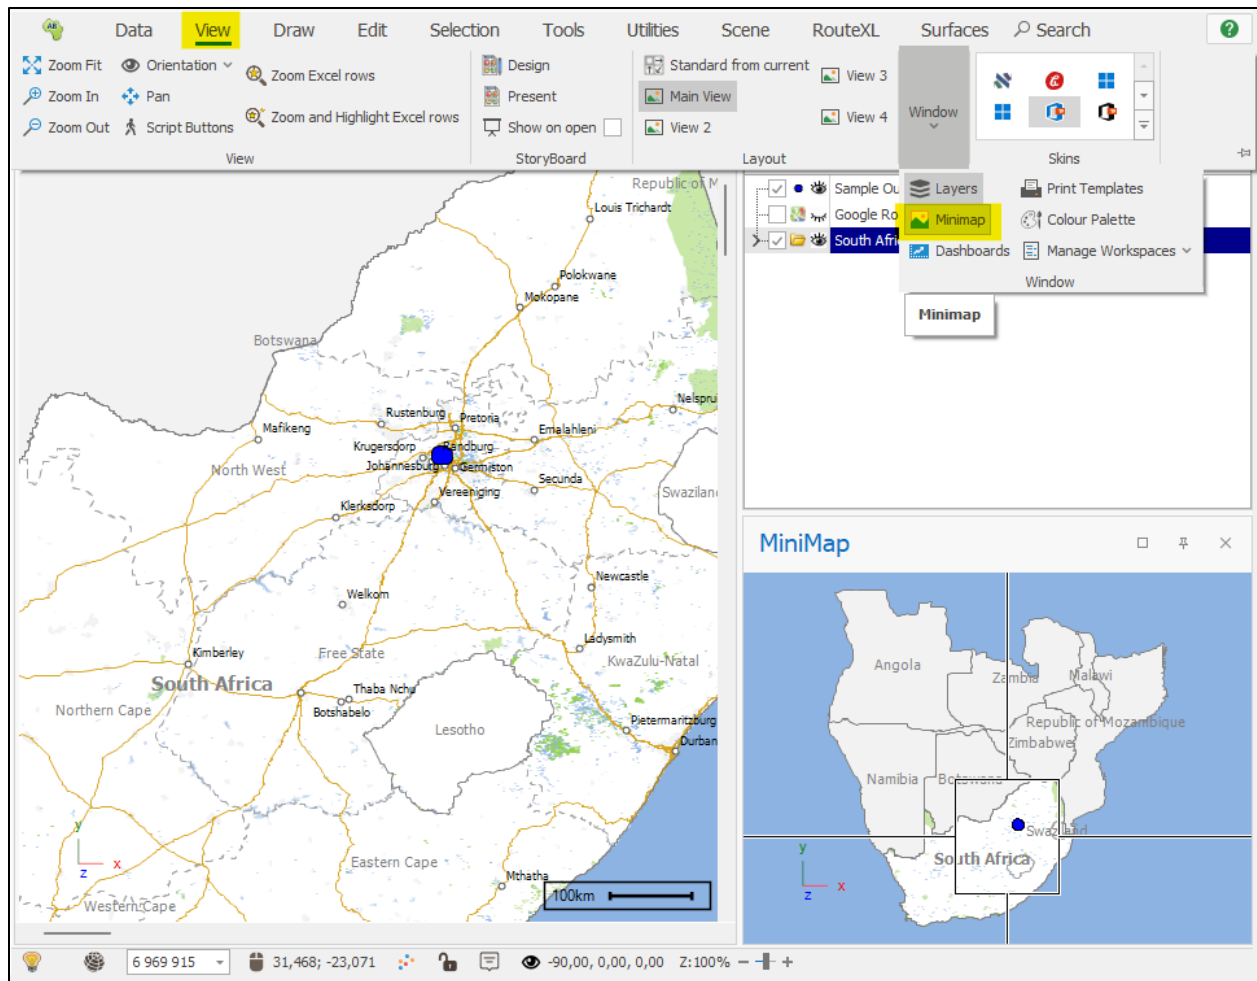 AB
Data View Draw Edit Selection Tools Utilities Scene RouteXL Surfaces Search ?
Zoom Fit Orientation Zoom Excel rows Design Standard from current View 3
Zoom In Pan Present Main View Window
Zoom Out Script Buttons Zoom and Highlight Excel rows Show on open View 2 View 4
View StoryBoard Layout Skins
Sample Ou Layers Print Templates
Google Ro Minimap Colour Palette
South Afri Dashboards Manage Workspaces
Window
Minimap
Republic of M
Louis Trichardt
Polokwane
Mokopane
Botswana
Nelspru
Rustenburg Pretoria
Mafikeng Emalahleni
Krugersdorp Randburg
North West Johannesburg Germiston
Secunda
Vereeniging Swazilan
Klerksdorp
Newcastle
Welkom
Ladysmith
Kimberley Free State KwaZulu-Natal
South Africa Thaba Nchu
Northern Cape Botshabelo
Pietermaritzburg
Lesotho
Durban
y
x
z
Eastern Cape
Mthatha
Western Cape
100km
MiniMap
Angola
Zambia Malawi
Republic of Mozambique
Zimbabwe
Namibia Botswana
Swaziland
y
South Africa
x
z
6 969 915 31,468; -23,071 -90,00, 0,00, 0,00 Z:100%